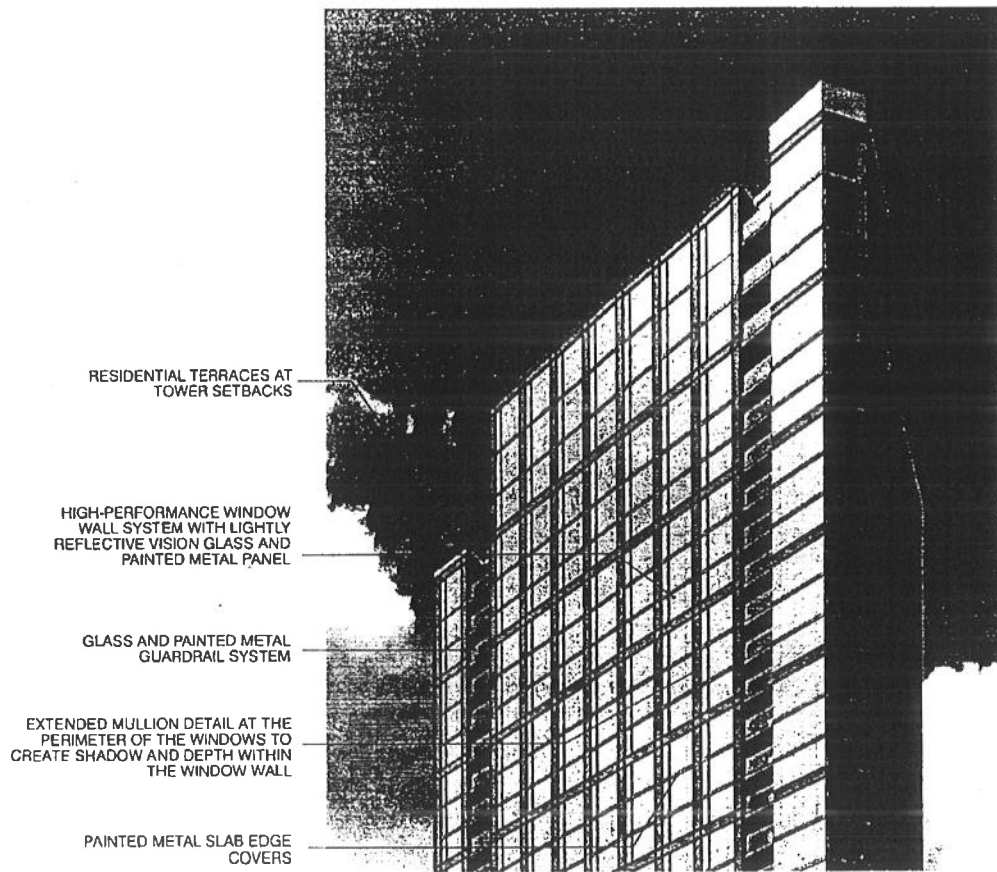 RESIDENTIAL TERRACES AT
TOWER SETBACKS
HIGH-PERFORMANCE WINDOW
WALL SYSTEM WITH LIGHTLY
REFLECTIVE VISION GLASS AND
PAINTED METAL PANEL
GLASS AND PAINTED METAL
GUARDRAIL SYSTEM
EXTENDED MULLION DETAIL AT THE
PERIMETER OF THE WINDOWS TO
CREATE SHADOW AND DEPTH WITHIN
THE WINDOW WALL
PAINTED METAL SLAB EDGE
COVERS